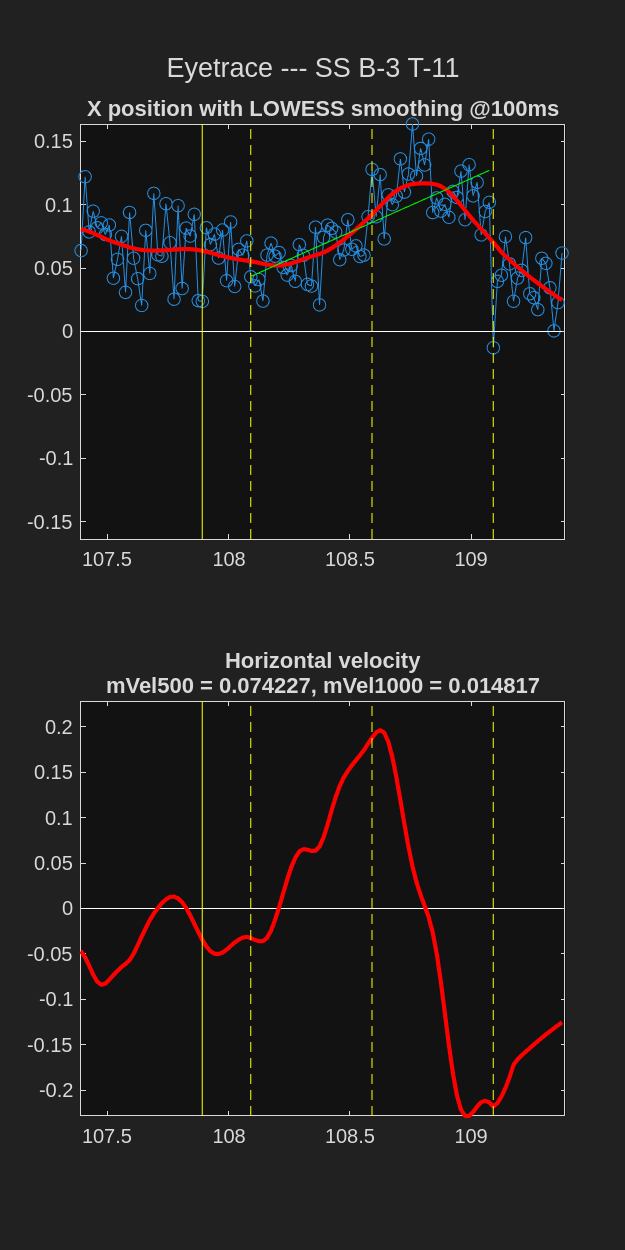 Eyetrace --- SS B-3 T-11
X position with LOWESS smoothing @100ms
0.15
0.1
0.05
0
-0.05
-0.1
-0.15
107.5 108 108.5 109
Horizontal velocity
mVel500 = 0.074227, mVel1000 = 0.014817
0.2
0.15
0.1
0.05
0
-0.05
-0.1
-0.15
-0.2
107.5 108 108.5 109